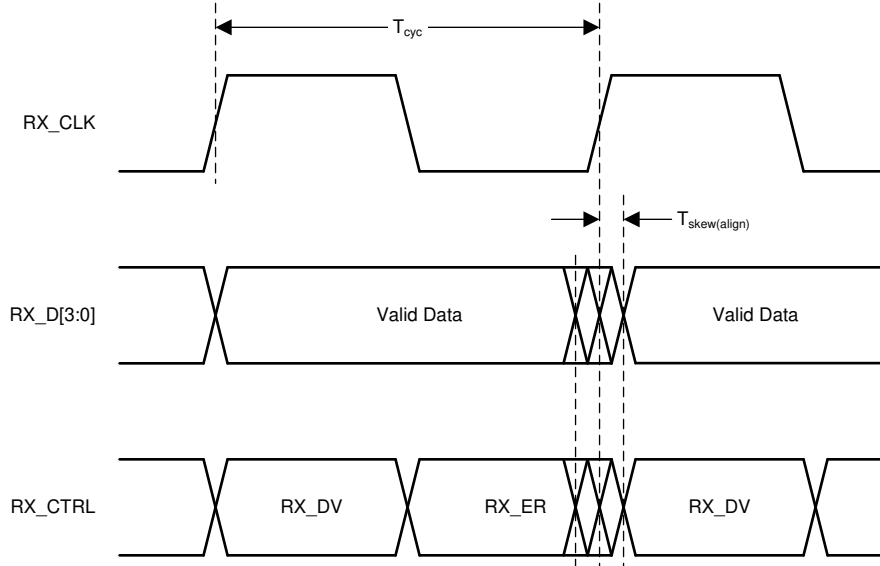 T_cyc
RX_CLK
T_skew(align)
RX_D[3:0] Valid Data Valid Data
RX_CTRL RX_DV RX_ER RX_DV